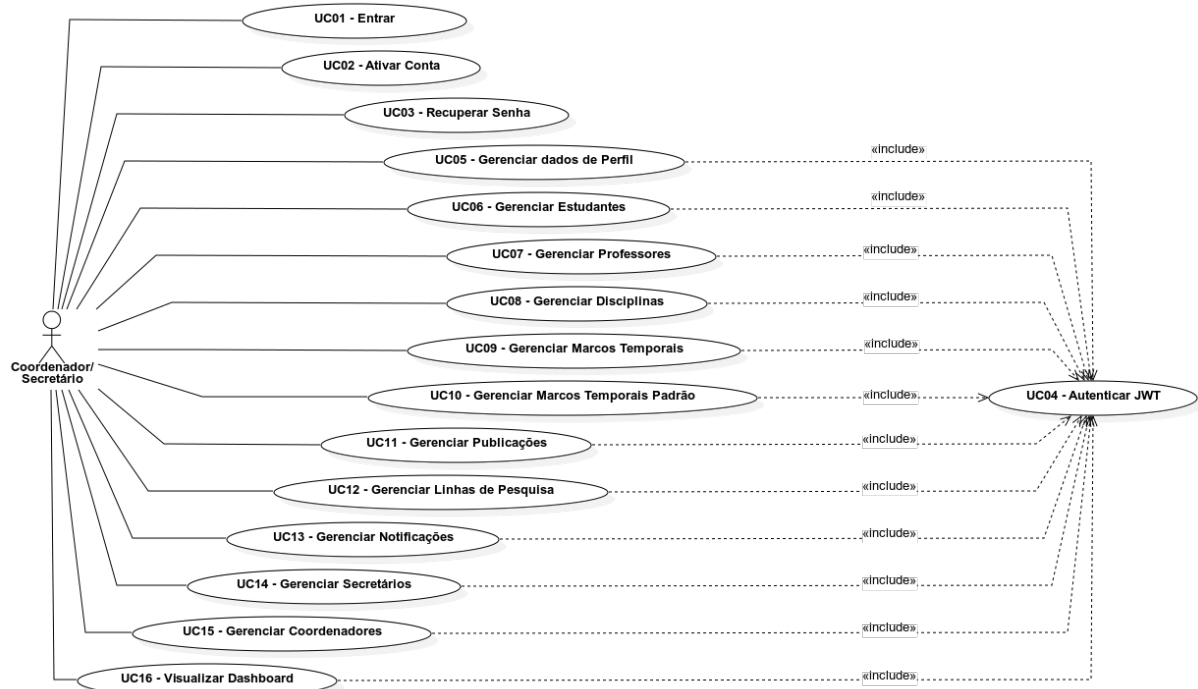 UC01 - Entrar
UC02 - Ativar Conta
UC03 - Recuperar Senha
«include»
UC05 - Gerenciar dados de Perfil
«include»
UC06 - Gerenciar Estudantes
«include»
UC07 - Gerenciar Professores
«include»
UC08 - Gerenciar Disciplinas
«include»
UC09 - Gerenciar Marcos Temporais
Coordenador/
Secretário
«include»
UC10 - Gerenciar Marcos Temporais Padrão
UC04 - Autenticar JWT
«include»
UC11 - Gerenciar Publicações
«include»
UC12 - Gerenciar Linhas de Pesquisa
«include»
UC13 - Gerenciar Notificações
«include»
UC14 - Gerenciar Secretários
«include»
UC15 - Gerenciar Coordenadores
«include»
UC16 - Visualizar Dashboard